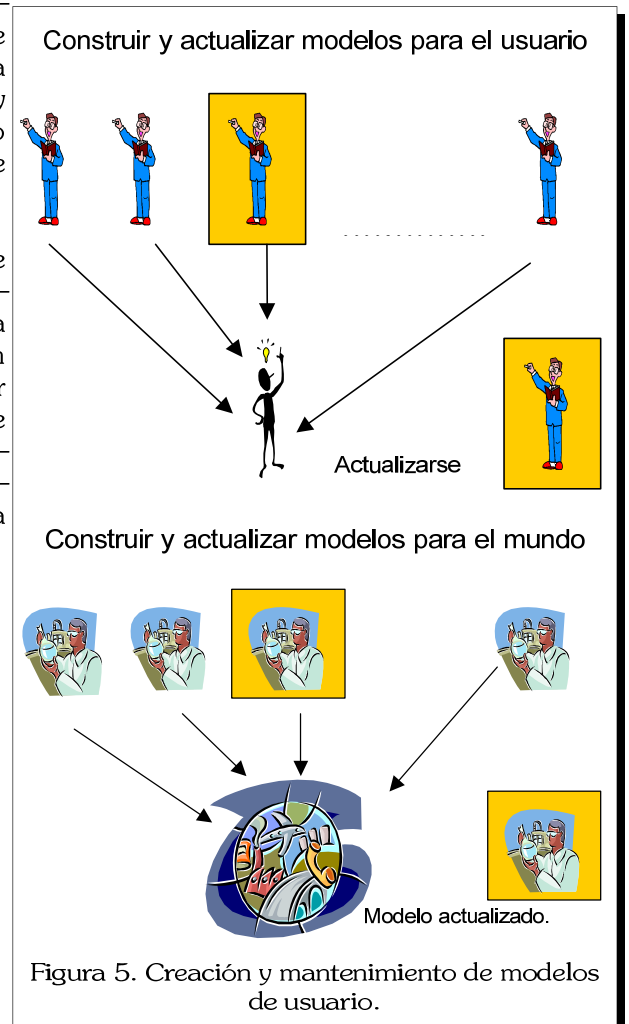 e
a
y
o
e
e
a
n
r
e
a
Construir y actualizar modelos para el usuario
Actualizarse
Construir y actualizar modelos para el mundo
Modelo actualizado.
Figura 5. Creación y mantenimiento de modelos
de usuario.